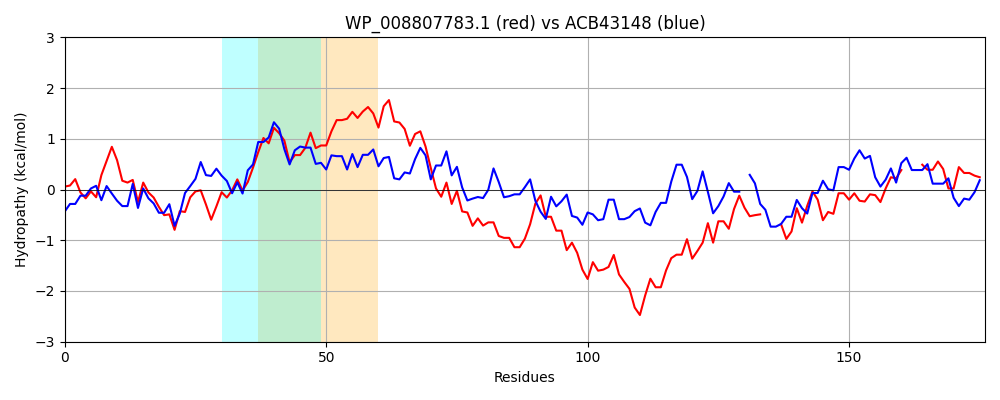 WP_008807783.1 (red) vs ACB43148 (blue)
Hydropathy (kcal/mol)
3
2
1
0
−1
−2
−3
0 50 100 150
Residues